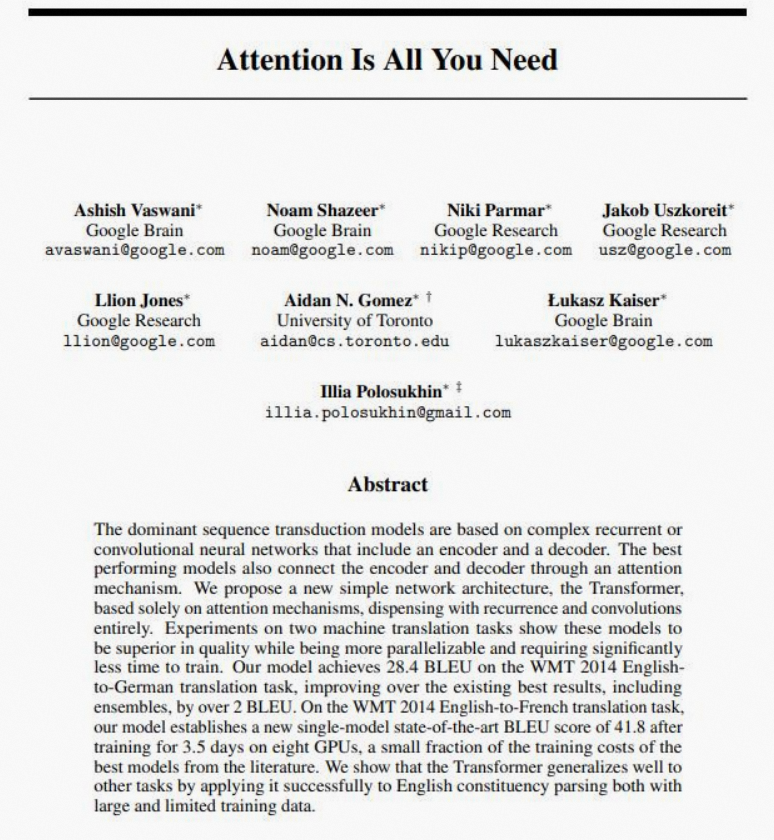 Attention Is All You Need
Ashish Vaswani* Noam Shazeer* Niki Parmar* Jakob Uszkoreit*
Google Brain Google Brain Google Research Google Research
avaswani@google.com noam@google.com nikip@google.com usz@google.com
Llion Jones* Aidan N. Gomez* † Łukasz Kaiser*
Google Research University of Toronto Google Brain
llion@google.com aidan@cs.toronto.edu lukaszkaiser@google.com
Illia Polosukhin* ‡
illia.polosukhin@gmail.com
Abstract
The dominant sequence transduction models are based on complex recurrent or
convolutional neural networks that include an encoder and a decoder. The best
performing models also connect the encoder and decoder through an attention
mechanism. We propose a new simple network architecture, the Transformer,
based solely on attention mechanisms, dispensing with recurrence and convolutions
entirely. Experiments on two machine translation tasks show these models to
be superior in quality while being more parallelizable and requiring significantly
less time to train. Our model achieves 28.4 BLEU on the WMT 2014 English-
to-German translation task, improving over the existing best results, including
ensembles, by over 2 BLEU. On the WMT 2014 English-to-French translation task,
our model establishes a new single-model state-of-the-art BLEU score of 41.8 after
training for 3.5 days on eight GPUs, a small fraction of the training costs of the
best models from the literature. We show that the Transformer generalizes well to
other tasks by applying it successfully to English constituency parsing both with
large and limited training data.